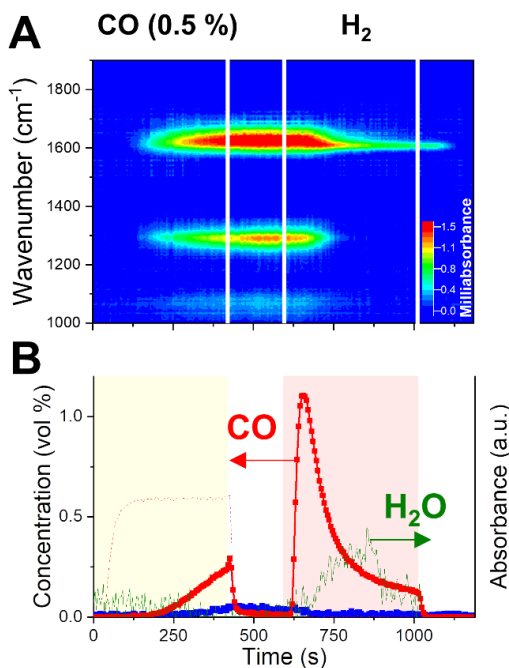 A
CO (0.5 %)
H₂
Wavenumber (cm⁻¹)
1800
1600
1400
1200
1000
1.5
1.1
0.8
0.4
0.0
Milliabsorbance
B
Concentration (vol %)
1.0
0.5
0.0
CO
H₂O
Absorbance (a.u.)
0
250
500
750
1000
Time (s)